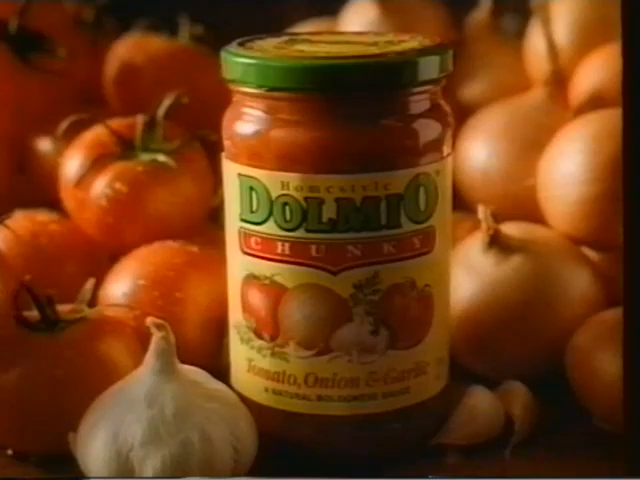 Homestyle
DOLMIO
CHUNKY
Tomato, Onion & Garlic
A NATURAL BOLOGNESE SAUCE